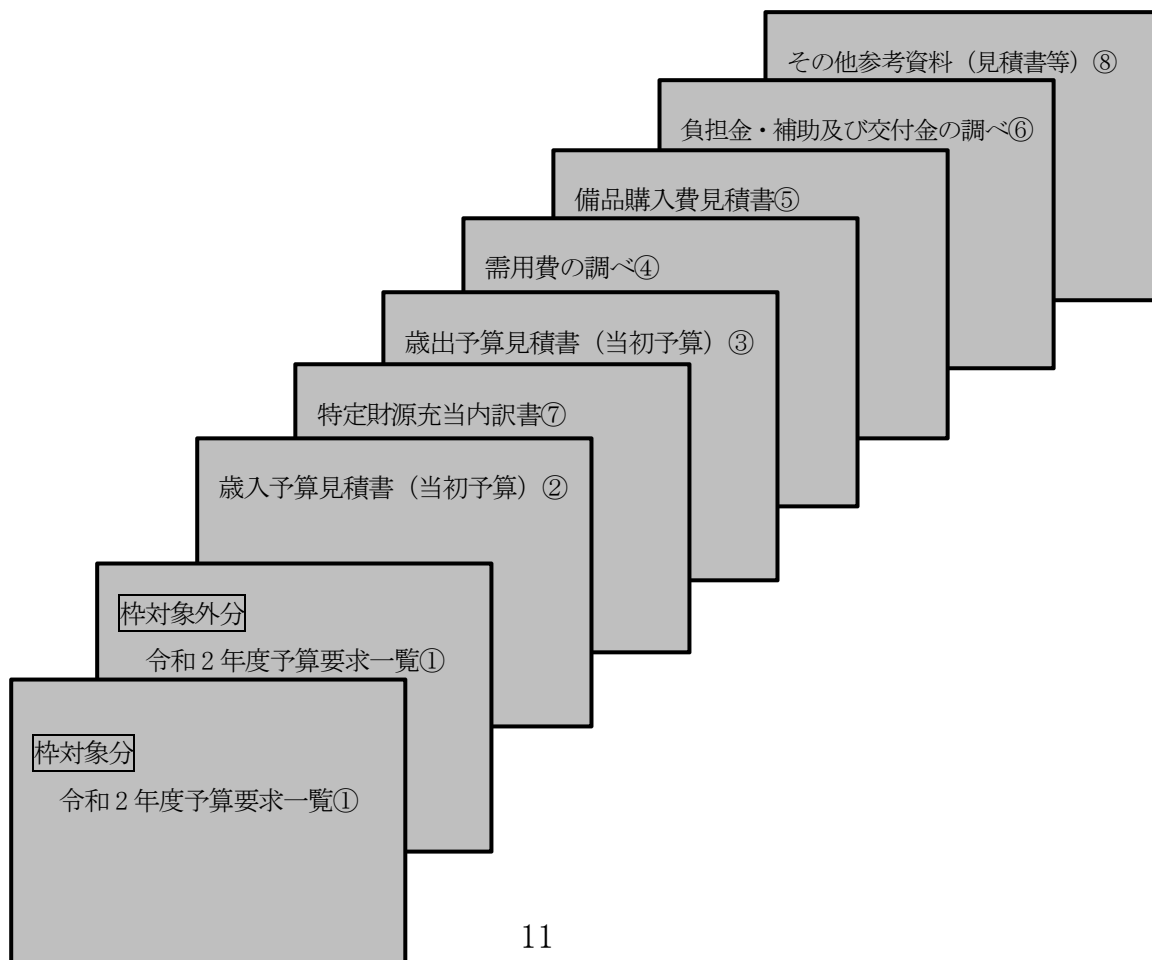 その他参考資料（見積書等）⑧
負担金・補助及び交付金の調べ⑥
備品購入費見積書⑤
需用費の調べ④
歳出予算見積書（当初予算）③
特定財源充当内訳書⑦
歳入予算見積書（当初予算）②
枠対象外分
令和２年度予算要求一覧①
枠対象分
令和２年度予算要求一覧①
11